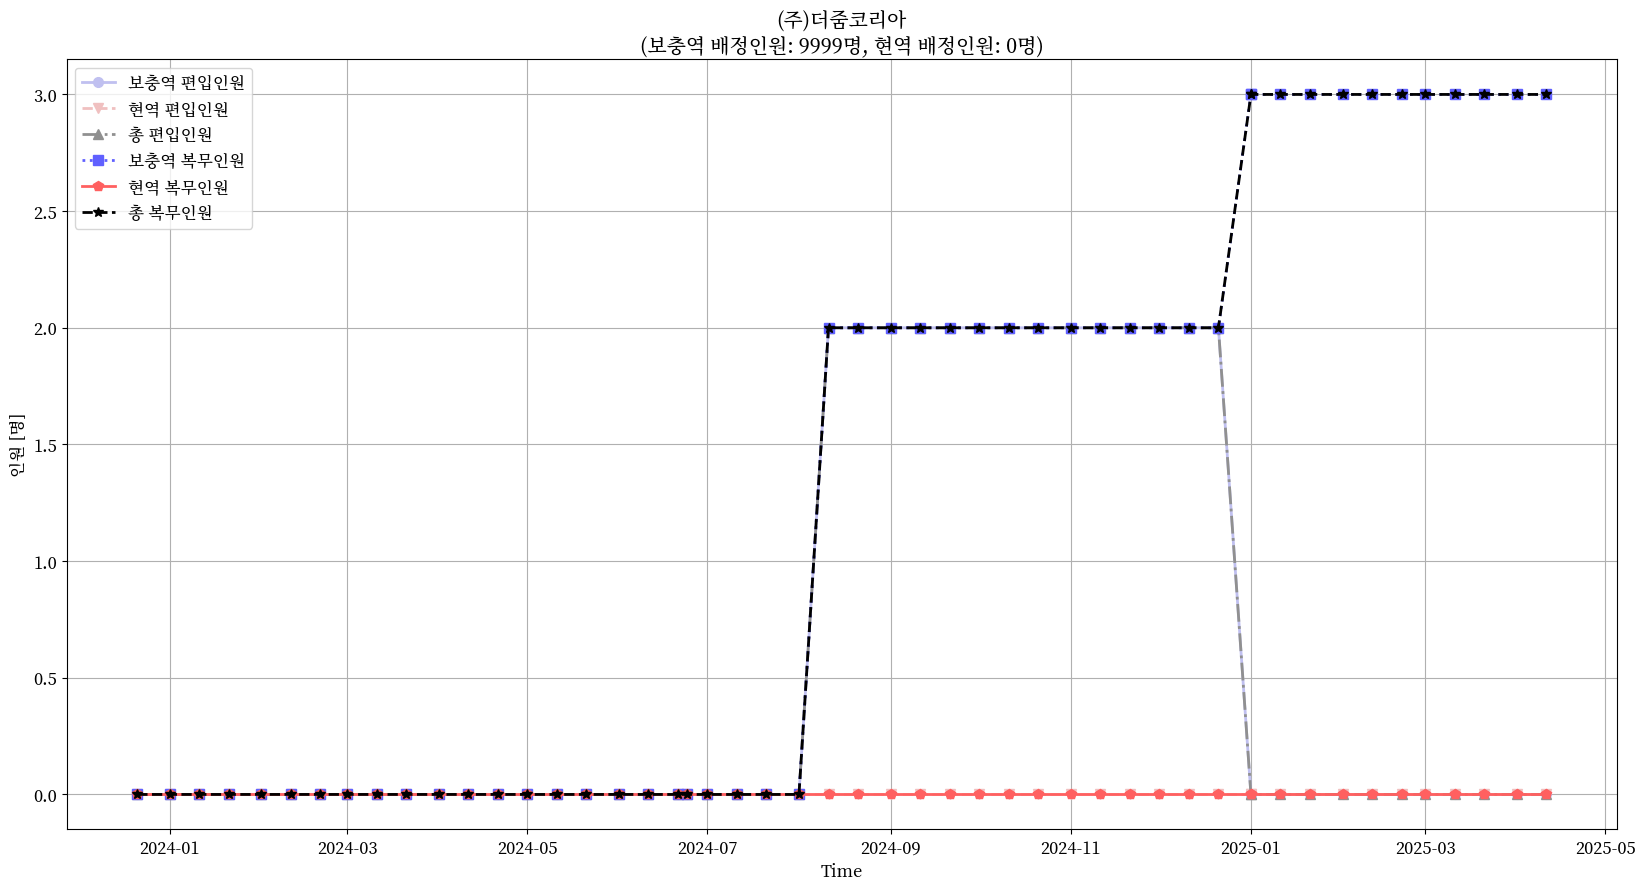 (주)더줌코리아
(보충역 배정인원: 9999명, 현역 배정인원: 0명)
보충역 편입인원
현역 편입인원
총 편입인원
보충역 복무인원
현역 복무인원
총 복무인원
인원 [명]
3.0
2.5
2.0
1.5
1.0
0.5
0.0
2024-01 2024-03 2024-05 2024-07 2024-09 2024-11 2025-01 2025-03 2025-05
Time